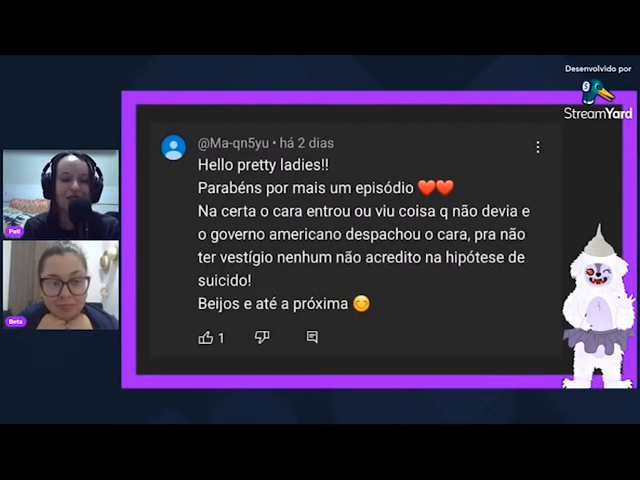 Desenvolvido por
StreamYard
@Ma-qn5yu • há 2 dias
Hello pretty ladies!!
Parabéns por mais um episódio ❤️❤️
Na certa o cara entrou ou viu coisa q não devia e
o governo americano despachou o cara, pra não
ter vestígio nenhum não acredito na hipótese de
suicido!
Beijos e até a próxima 😊
1
Pati
Beta